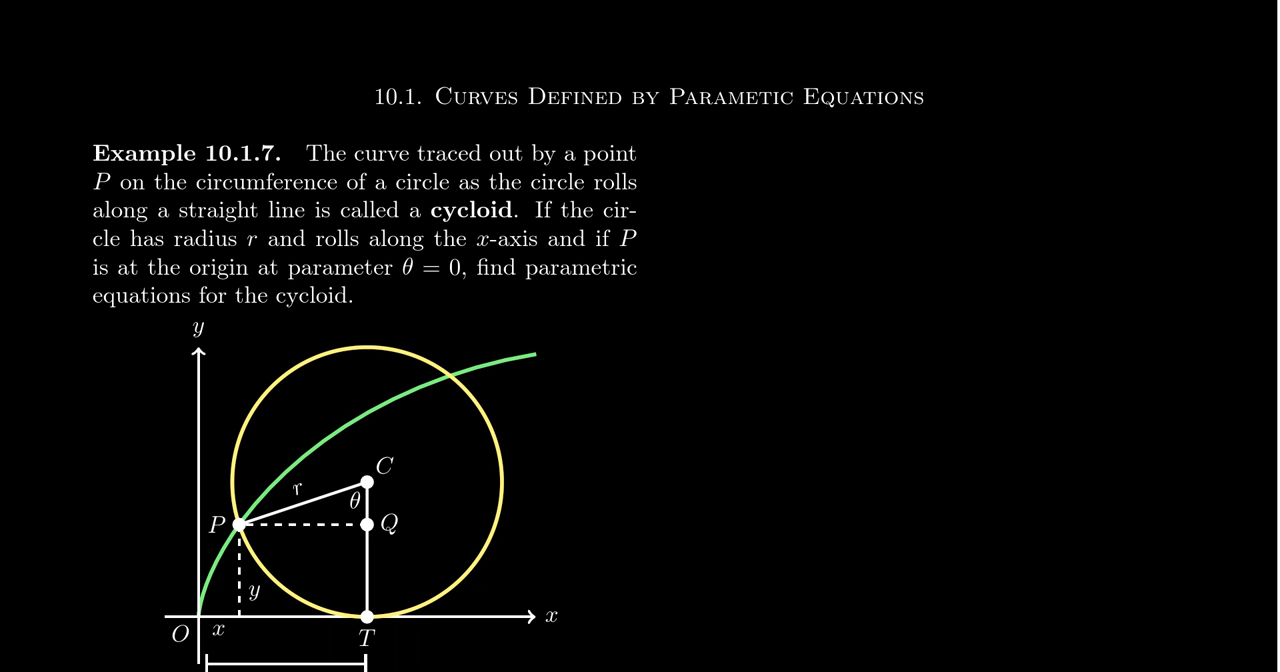 10.1. Curves Defined by Parametic Equations
Example 10.1.7. The curve traced out by a point
P on the circumference of a circle as the circle rolls
along a straight line is called a cycloid. If the cir-
cle has radius r and rolls along the x-axis and if P
is at the origin at parameter θ = 0, find parametric
equations for the cycloid.
y
C
r
θ
P
Q
y
x
O
x
T